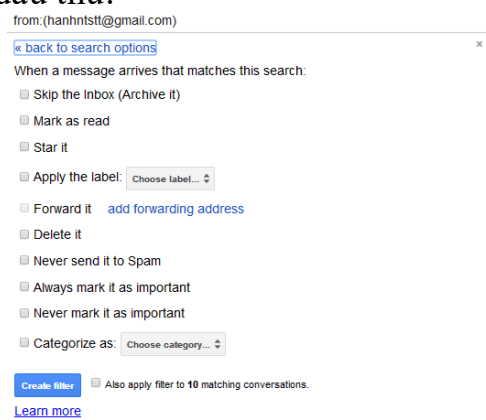 from:(hanhntstt@gmail.com)
« back to search options
×
When a message arrives that matches this search:
Skip the Inbox (Archive it)
Mark as read
Star it
Apply the label: Choose label...
Forward it add forwarding address
Delete it
Never send it to Spam
Always mark it as important
Never mark it as important
Categorize as: Choose category...
Create filter Also apply filter to 10 matching conversations.
Learn more